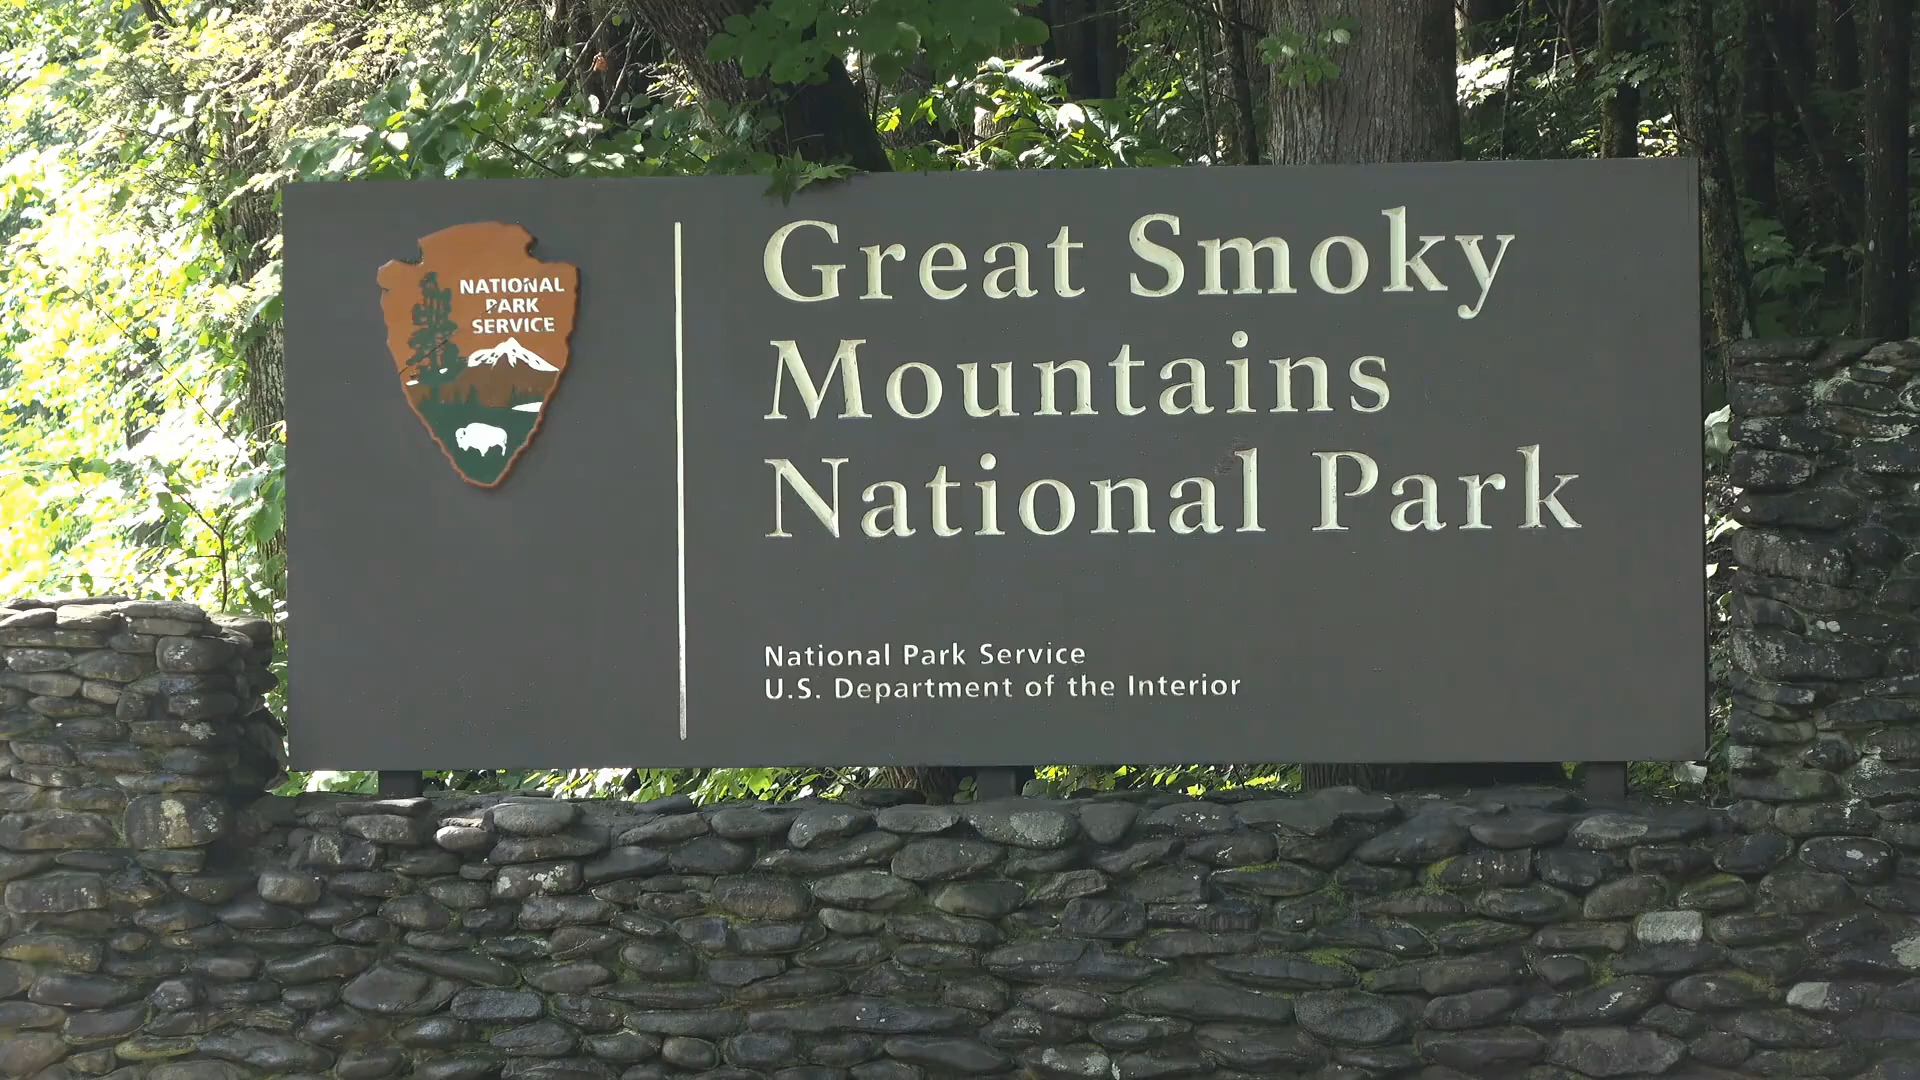 NATIONAL
PARK
SERVICE
Great Smoky
Mountains
National Park
National Park Service
U.S. Department of the Interior